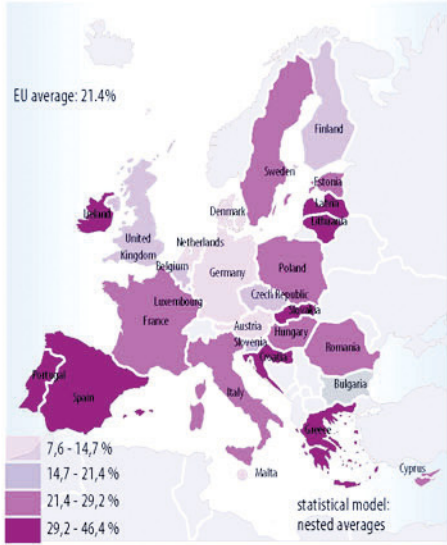 EU average: 21.4%
Finland
Sweden
Estonia
Latvia
Lithuania
Ireland
Denmark
United
Kingdom
Netherlands
Belgium
Germany
Poland
Luxembourg
Czech Republic
France
Slovakia
Austria
Slovenia
Hungary
Croatia
Romania
Portugal
Spain
Italy
Bulgaria
Greece
7,6 - 14,7 %
14,7 - 21,4 %
21,4 - 29,2 %
29,2 - 46,4 %
Malta
Cyprus
statistical model:
nested averages